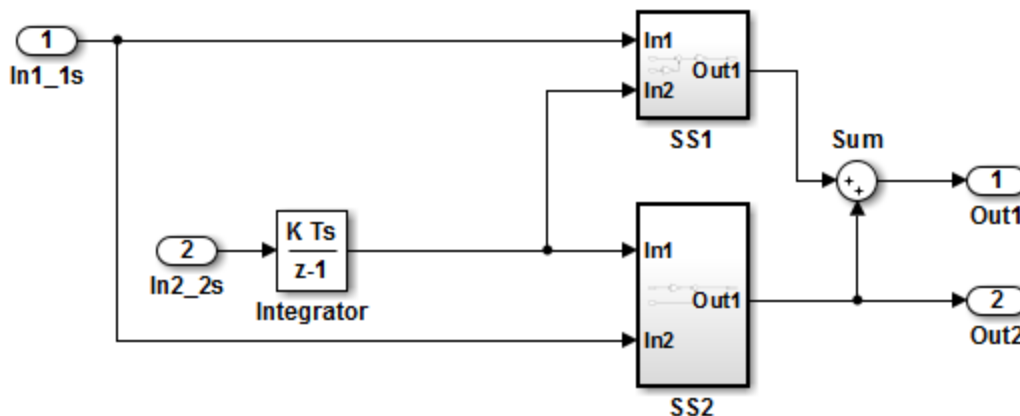 1
In1_1s
In1
In2
Out1
SS1
Sum
+
+
1
Out1
2
In2_2s
K Ts
z-1
Integrator
In1
In2
Out1
SS2
2
Out2